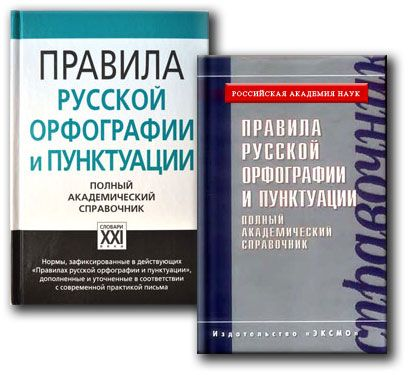 ПРАВИЛА
РУССКОЙ
ОРФОГРАФИИ
и ПУНКТУАЦИИ
ПОЛНЫЙ
АКАДЕМИЧЕСКИЙ
СПРАВОЧНИК
СЛОВАРИ
XXI
ВЕКА
Нормы, зафиксированные в действующих
«Правилах русской орфографии и пунктуации»,
дополненные и уточненные в соответствии
с современной практикой письма
РОССИЙСКАЯ АКАДЕМИЯ НАУК
ПРАВИЛА
РУССКОЙ
ОРФОГРАФИИ
И ПУНКТУАЦИИ
ПОЛНЫЙ
АКАДЕМИЧЕСКИЙ
СПРАВОЧНИК
справочник
Издательство «ЭКСМО»